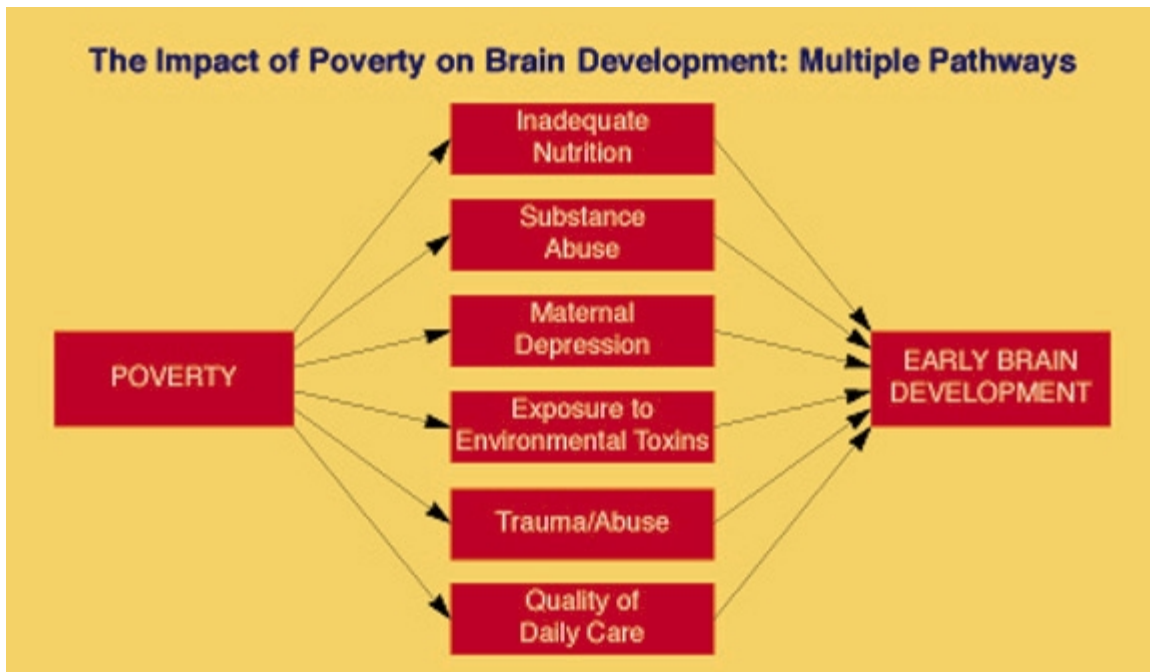 The Impact of Poverty on Brain Development: Multiple Pathways
Inadequate
Nutrition
Substance
Abuse
Maternal
Depression
POVERTY
EARLY BRAIN
DEVELOPMENT
Exposure to
Environmental Toxins
Trauma/Abuse
Quality of
Daily Care